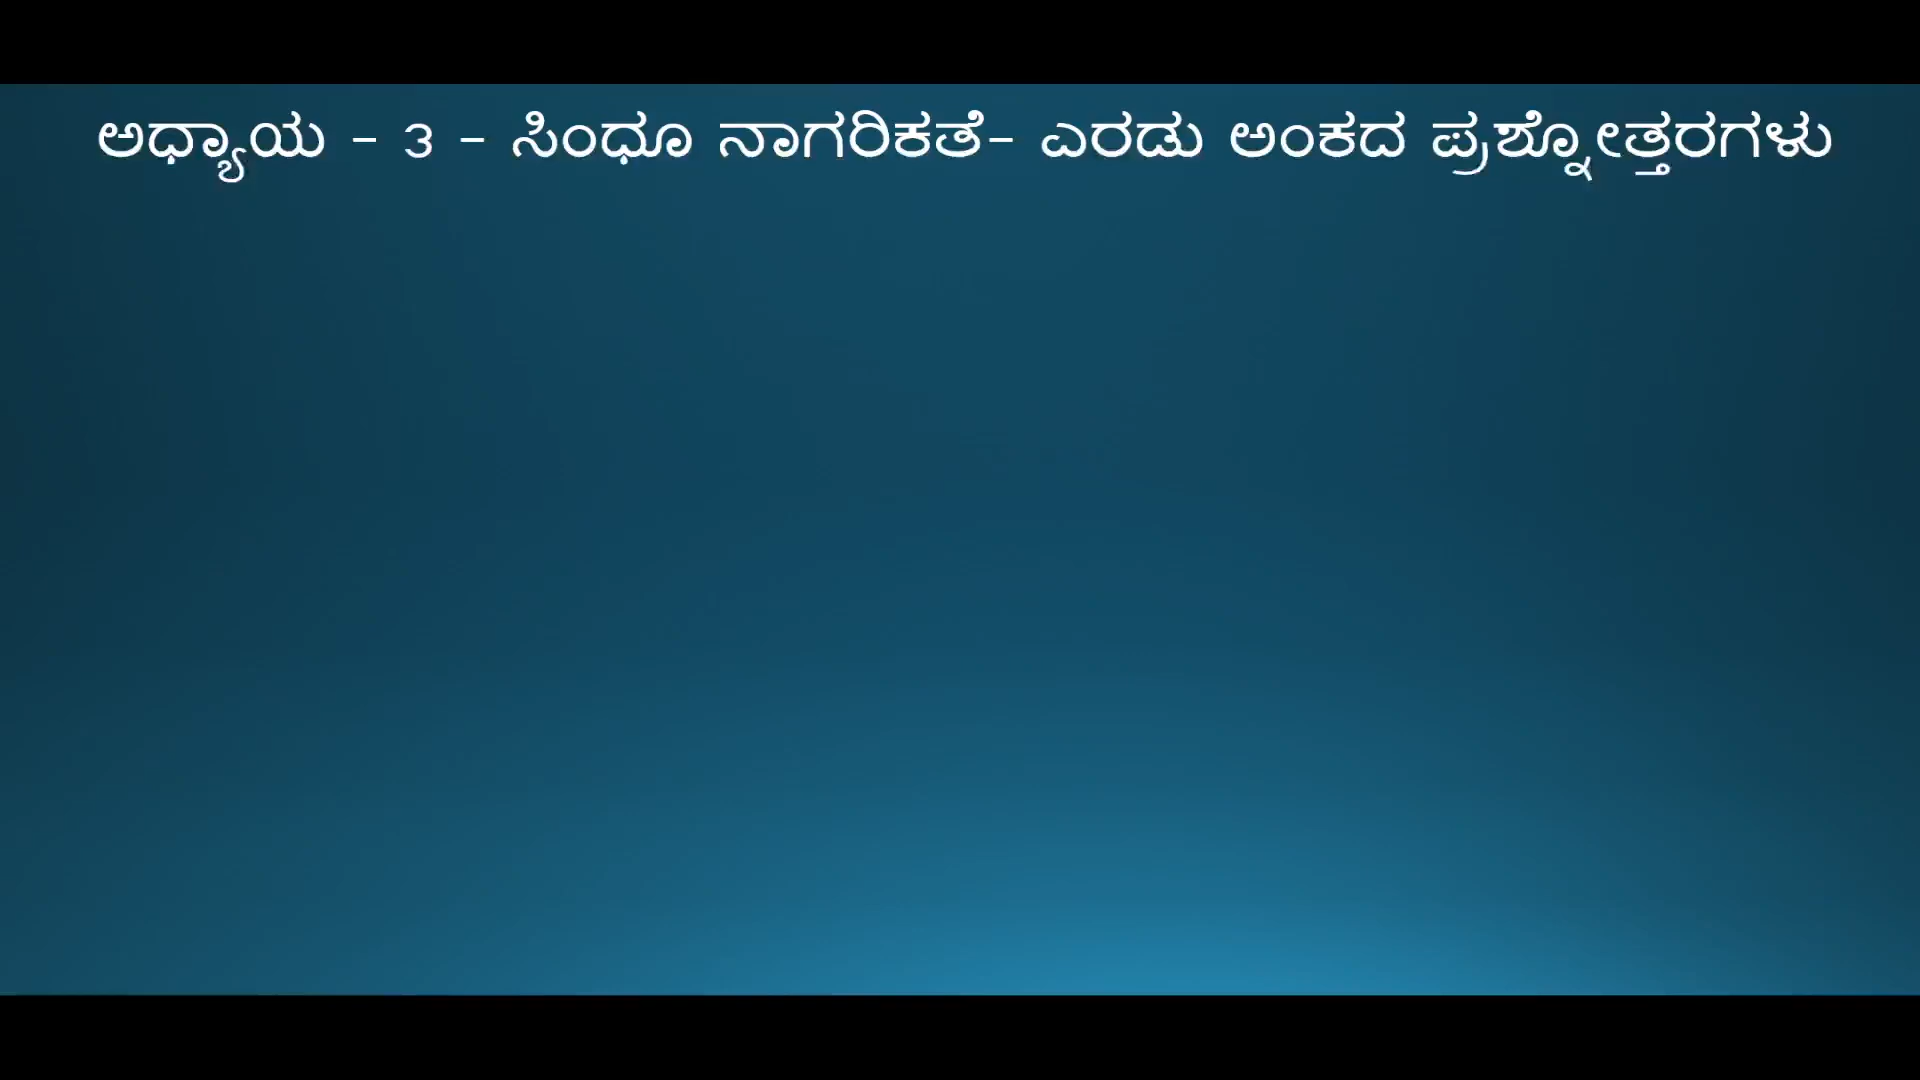 ಅಧ್ಯಾಯ - 3 - ಸಿಂಧೂ ನಾಗರಿಕತೆ- ಎರಡು ಅಂಕದ ಪ್ರಶ್ನೋತ್ತರಗಳು